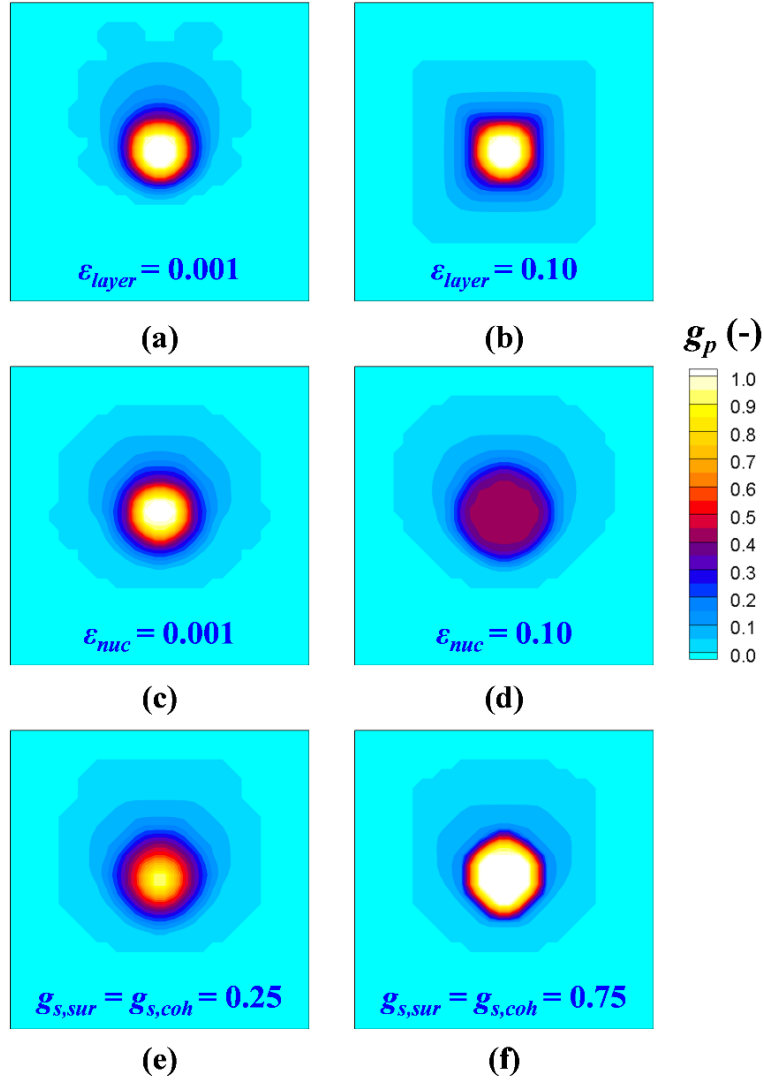 ε_layer = 0.001
ε_layer = 0.10
(a)
(b)
g_p (-)
1.0
0.9
0.8
0.7
0.6
0.5
0.4
0.3
0.2
0.1
0.0
ε_nuc = 0.001
ε_nuc = 0.10
(c)
(d)
g_s,sur = g_s,coh = 0.25
g_s,sur = g_s,coh = 0.75
(e)
(f)